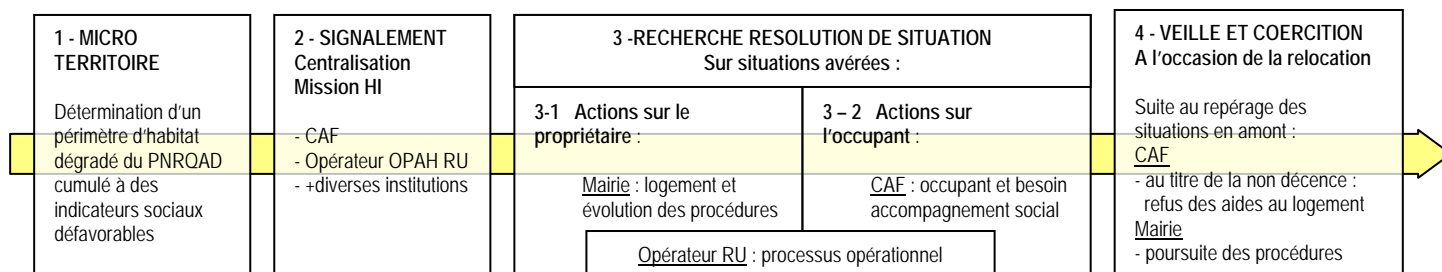 1 - MICRO
TERRITOIRE
Détermination d'un
périmètre d'habitat
dégradé du PNRQAD
cumulé à des
indicateurs sociaux
défavorables
2 - SIGNALEMENT
Centralisation
Mission HI
- CAF
- Opérateur OPAH RU
- +diverses institutions
3 -RECHERCHE RESOLUTION DE SITUATION
Sur situations avérées :
3-1 Actions sur le
propriétaire :
Mairie : logement et
évolution des procédures
3 – 2 Actions sur
l'occupant :
CAF : occupant et besoin
accompagnement social
Opérateur RU : processus opérationnel
4 - VEILLE ET COERCITION
A l'occasion de la relocation
Suite au repérage des
situations en amont :
CAF
- au titre de la non décence :
refus des aides au logement
Mairie
- poursuite des procédures